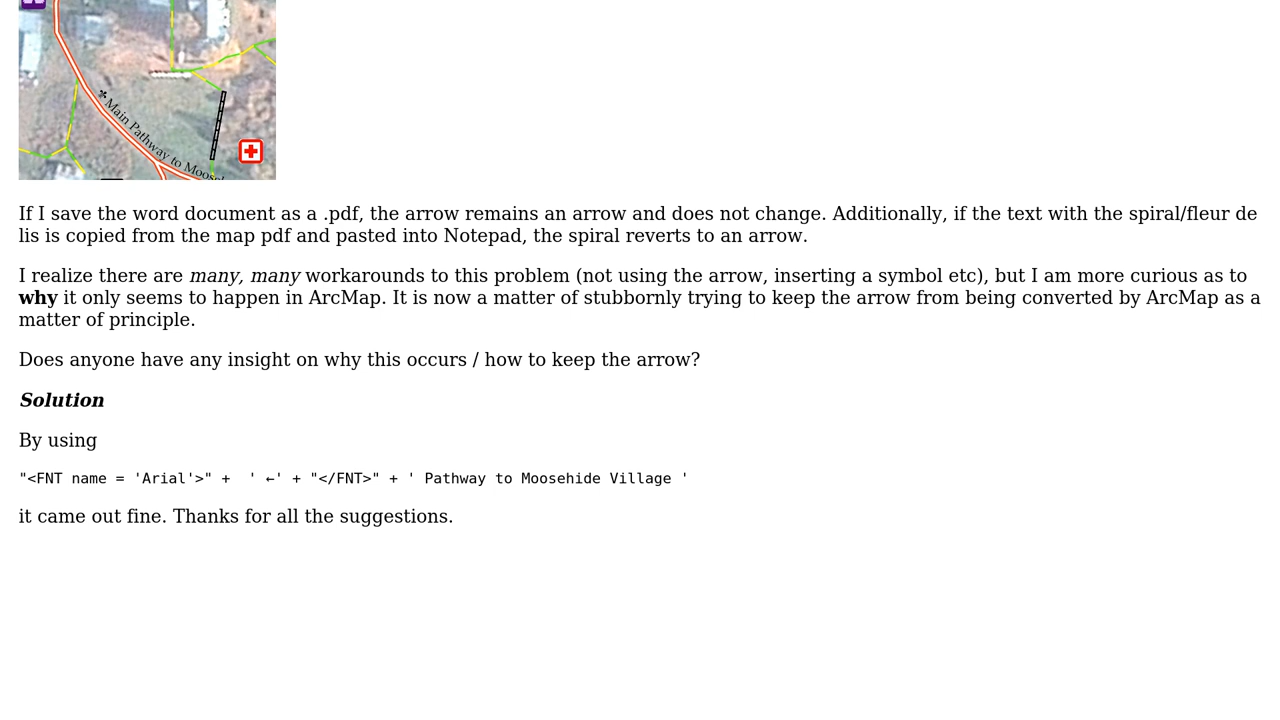 Main Pathway to Moose
If I save the word document as a .pdf, the arrow remains an arrow and does not change. Additionally, if the text with the spiral/fleur de
lis is copied from the map pdf and pasted into Notepad, the spiral reverts to an arrow.
I realize there are many, many workarounds to this problem (not using the arrow, inserting a symbol etc), but I am more curious as to
why it only seems to happen in ArcMap. It is now a matter of stubbornly trying to keep the arrow from being converted by ArcMap as a
matter of principle.
Does anyone have any insight on why this occurs / how to keep the arrow?
Solution
By using
"<FNT name = 'Arial'>" +  ' ←' + "</FNT>" + ' Pathway to Moosehide Village '
it came out fine. Thanks for all the suggestions.